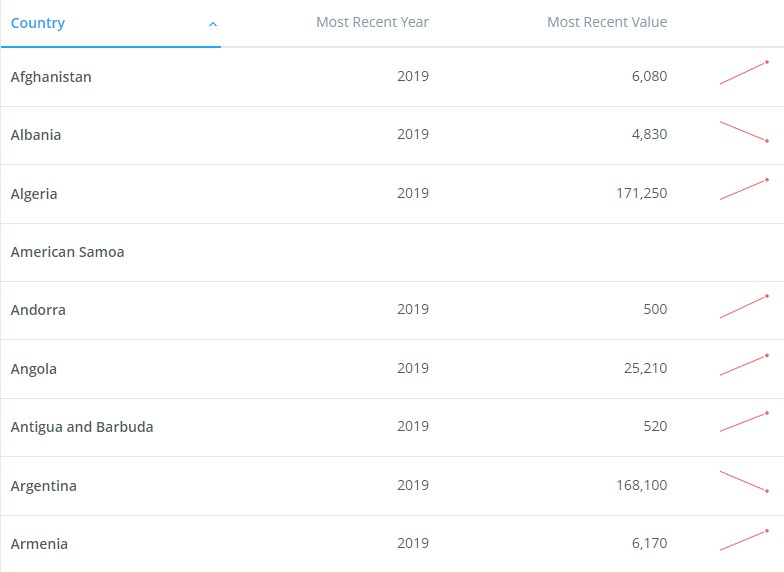 Country Most Recent Year Most Recent Value
Afghanistan 2019 6,080
Albania 2019 4,830
Algeria 2019 171,250
American Samoa
Andorra 2019 500
Angola 2019 25,210
Antigua and Barbuda 2019 520
Argentina 2019 168,100
Armenia 2019 6,170